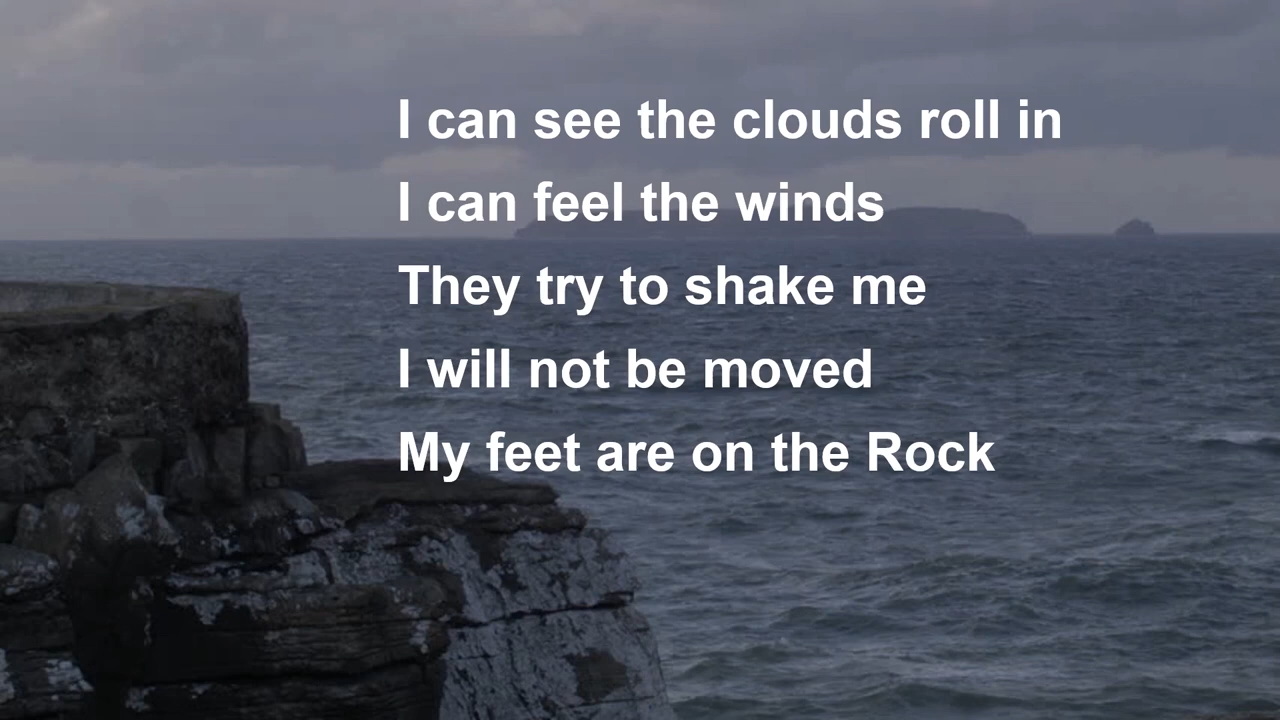 I can see the clouds roll in
I can feel the winds
They try to shake me
I will not be moved
My feet are on the Rock